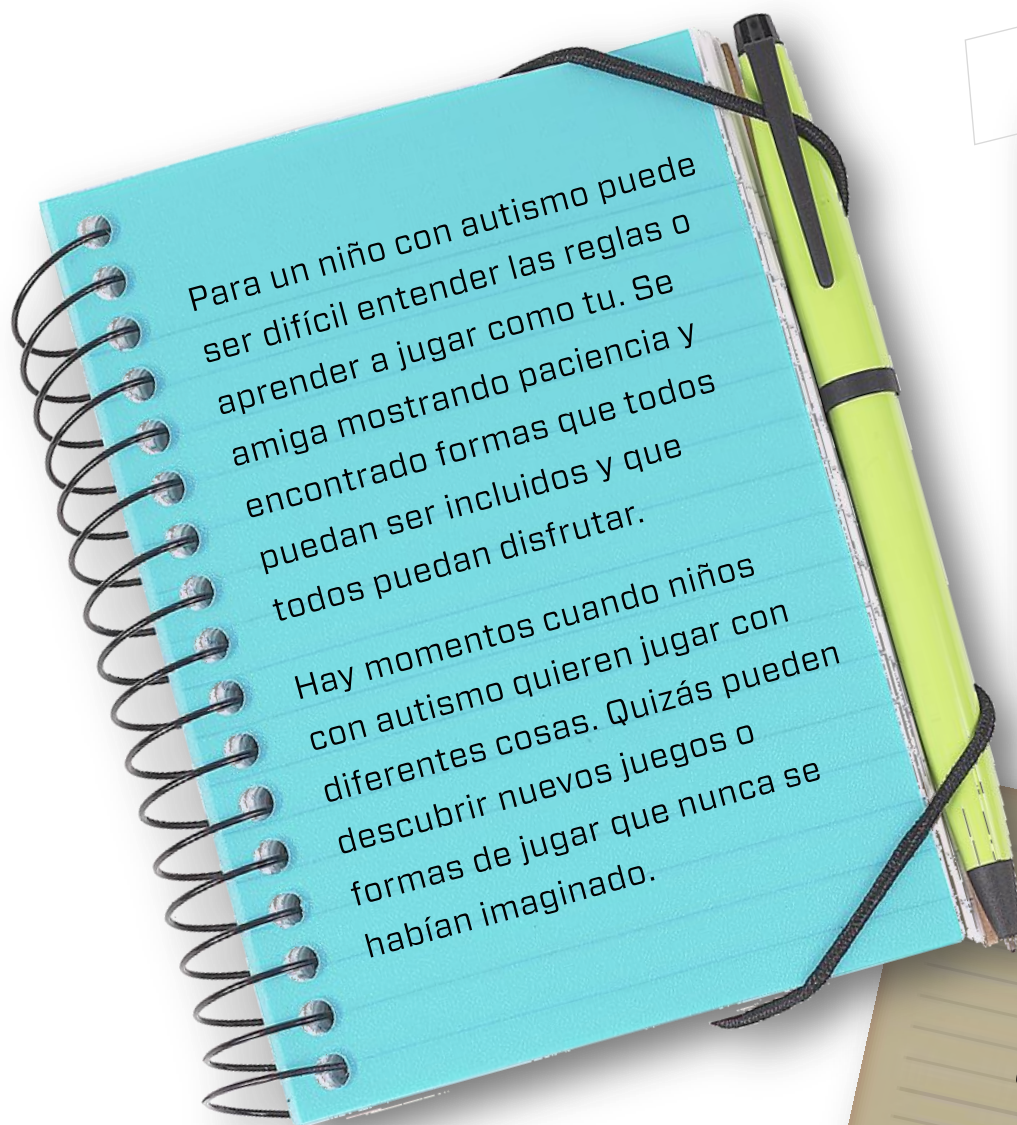 Para un niño con autismo puede
ser difícil entender las reglas o
aprender a jugar como tu. Se
amiga mostrando paciencia y
encontrado formas que todos
puedan ser incluidos y que
todos puedan disfrutar.
Hay momentos cuando niños
con autismo quieren jugar con
diferentes cosas. Quizás pueden
descubrir nuevos juegos o
formas de jugar que nunca se
habían imaginado.